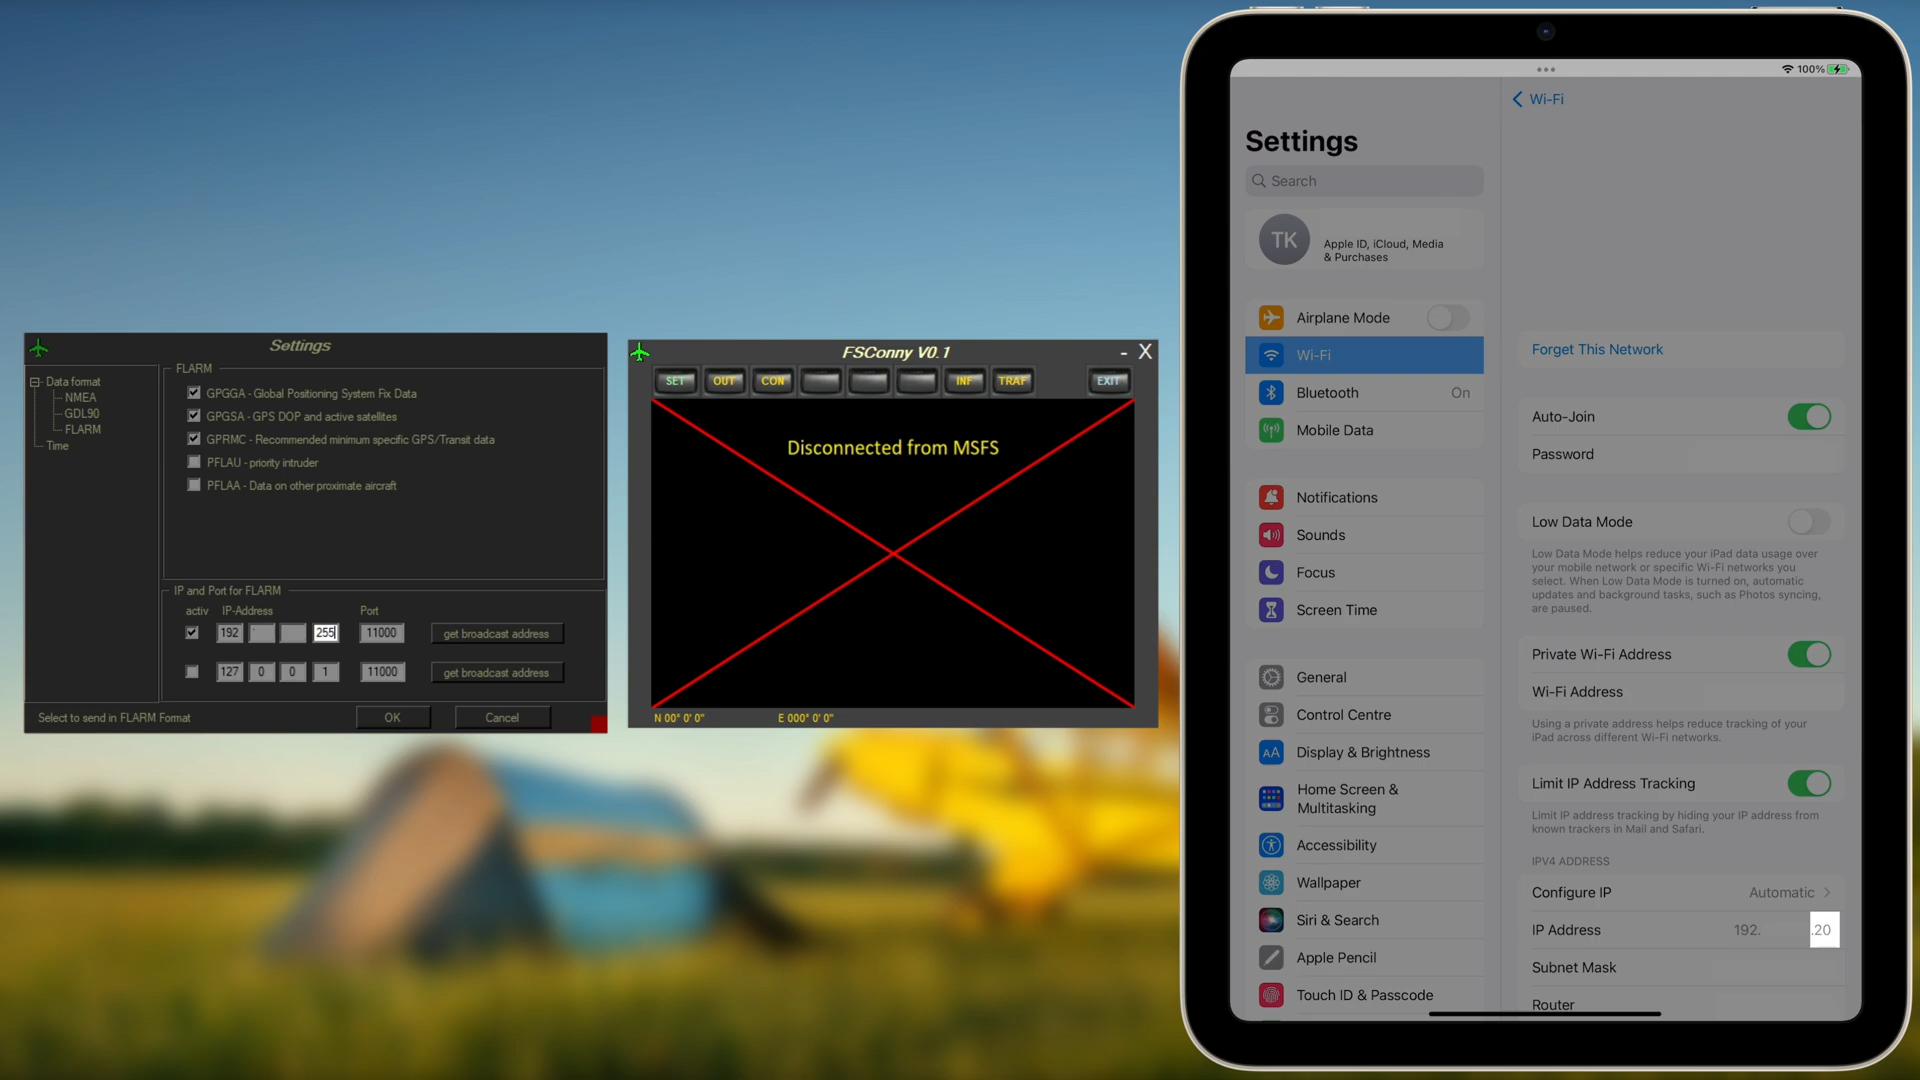 Settings
Data format
NMEA
GDL90
FLARM
Time
FLARM
GPGGA - Global Positioning System Fix Data
GPGSA - GPS DOP and active satellites
GPRMC - Recommended minimum specific GPS/Transit data
PFLAU - priority intruder
PFLAA - Data on other proximate aircraft
IP and Port for FLARM
activ IP-Address Port
192 255 11000 get broadcast address
127 0 0 1 11000 get broadcast address
Select to send in FLARM Format OK Cancel
FSConny V0.1 - X
SET OUT CON INF TRAF EXIT
Disconnected from MSFS
N 00° 0' 0" E 000° 0' 0"
100%
Settings
Search
TK
Apple ID, iCloud, Media
& Purchases
Airplane Mode
Wi-Fi
Bluetooth On
Mobile Data
Notifications
Sounds
Focus
Screen Time
General
Control Centre
Display & Brightness
AA
Home Screen &
Multitasking
Accessibility
Wallpaper
Siri & Search
Apple Pencil
Touch ID & Passcode
Wi-Fi
Forget This Network
Auto-Join
Password
Low Data Mode
Low Data Mode helps reduce your iPad data usage over
your mobile network or specific Wi-Fi networks you
select. When Low Data Mode is turned on, automatic
updates and background tasks, such as Photos syncing,
are paused.
Private Wi-Fi Address
Wi-Fi Address
Using a private address helps reduce tracking of your
iPad across different Wi-Fi networks.
Limit IP Address Tracking
Limit IP address tracking by hiding your IP address from
known trackers in Mail and Safari.
IPV4 ADDRESS
Configure IP Automatic
IP Address 192. .20
Subnet Mask
Router